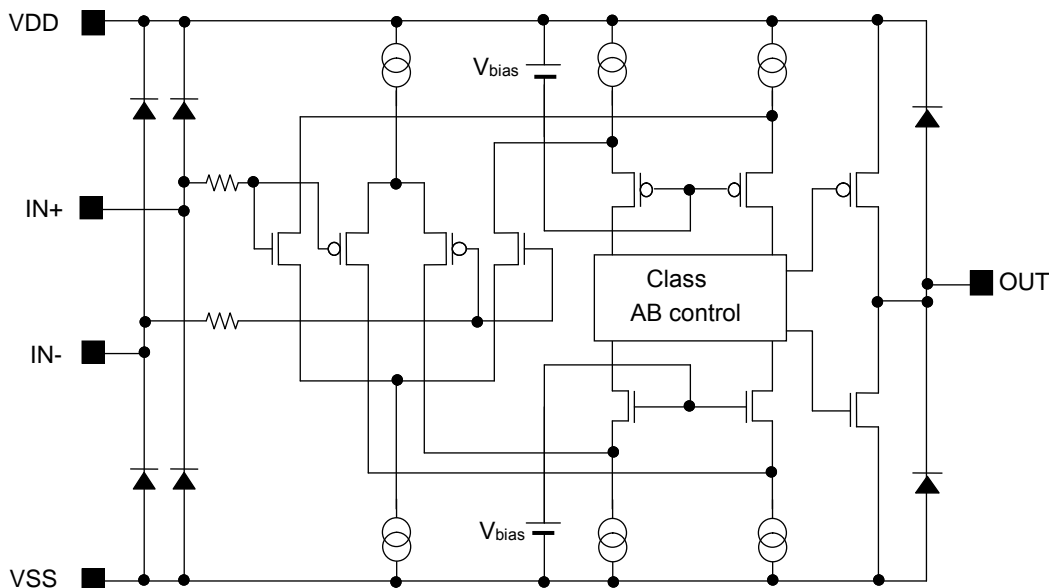 VDD
Vbias
IN+
Class
AB control
OUT
IN-
Vbias
VSS